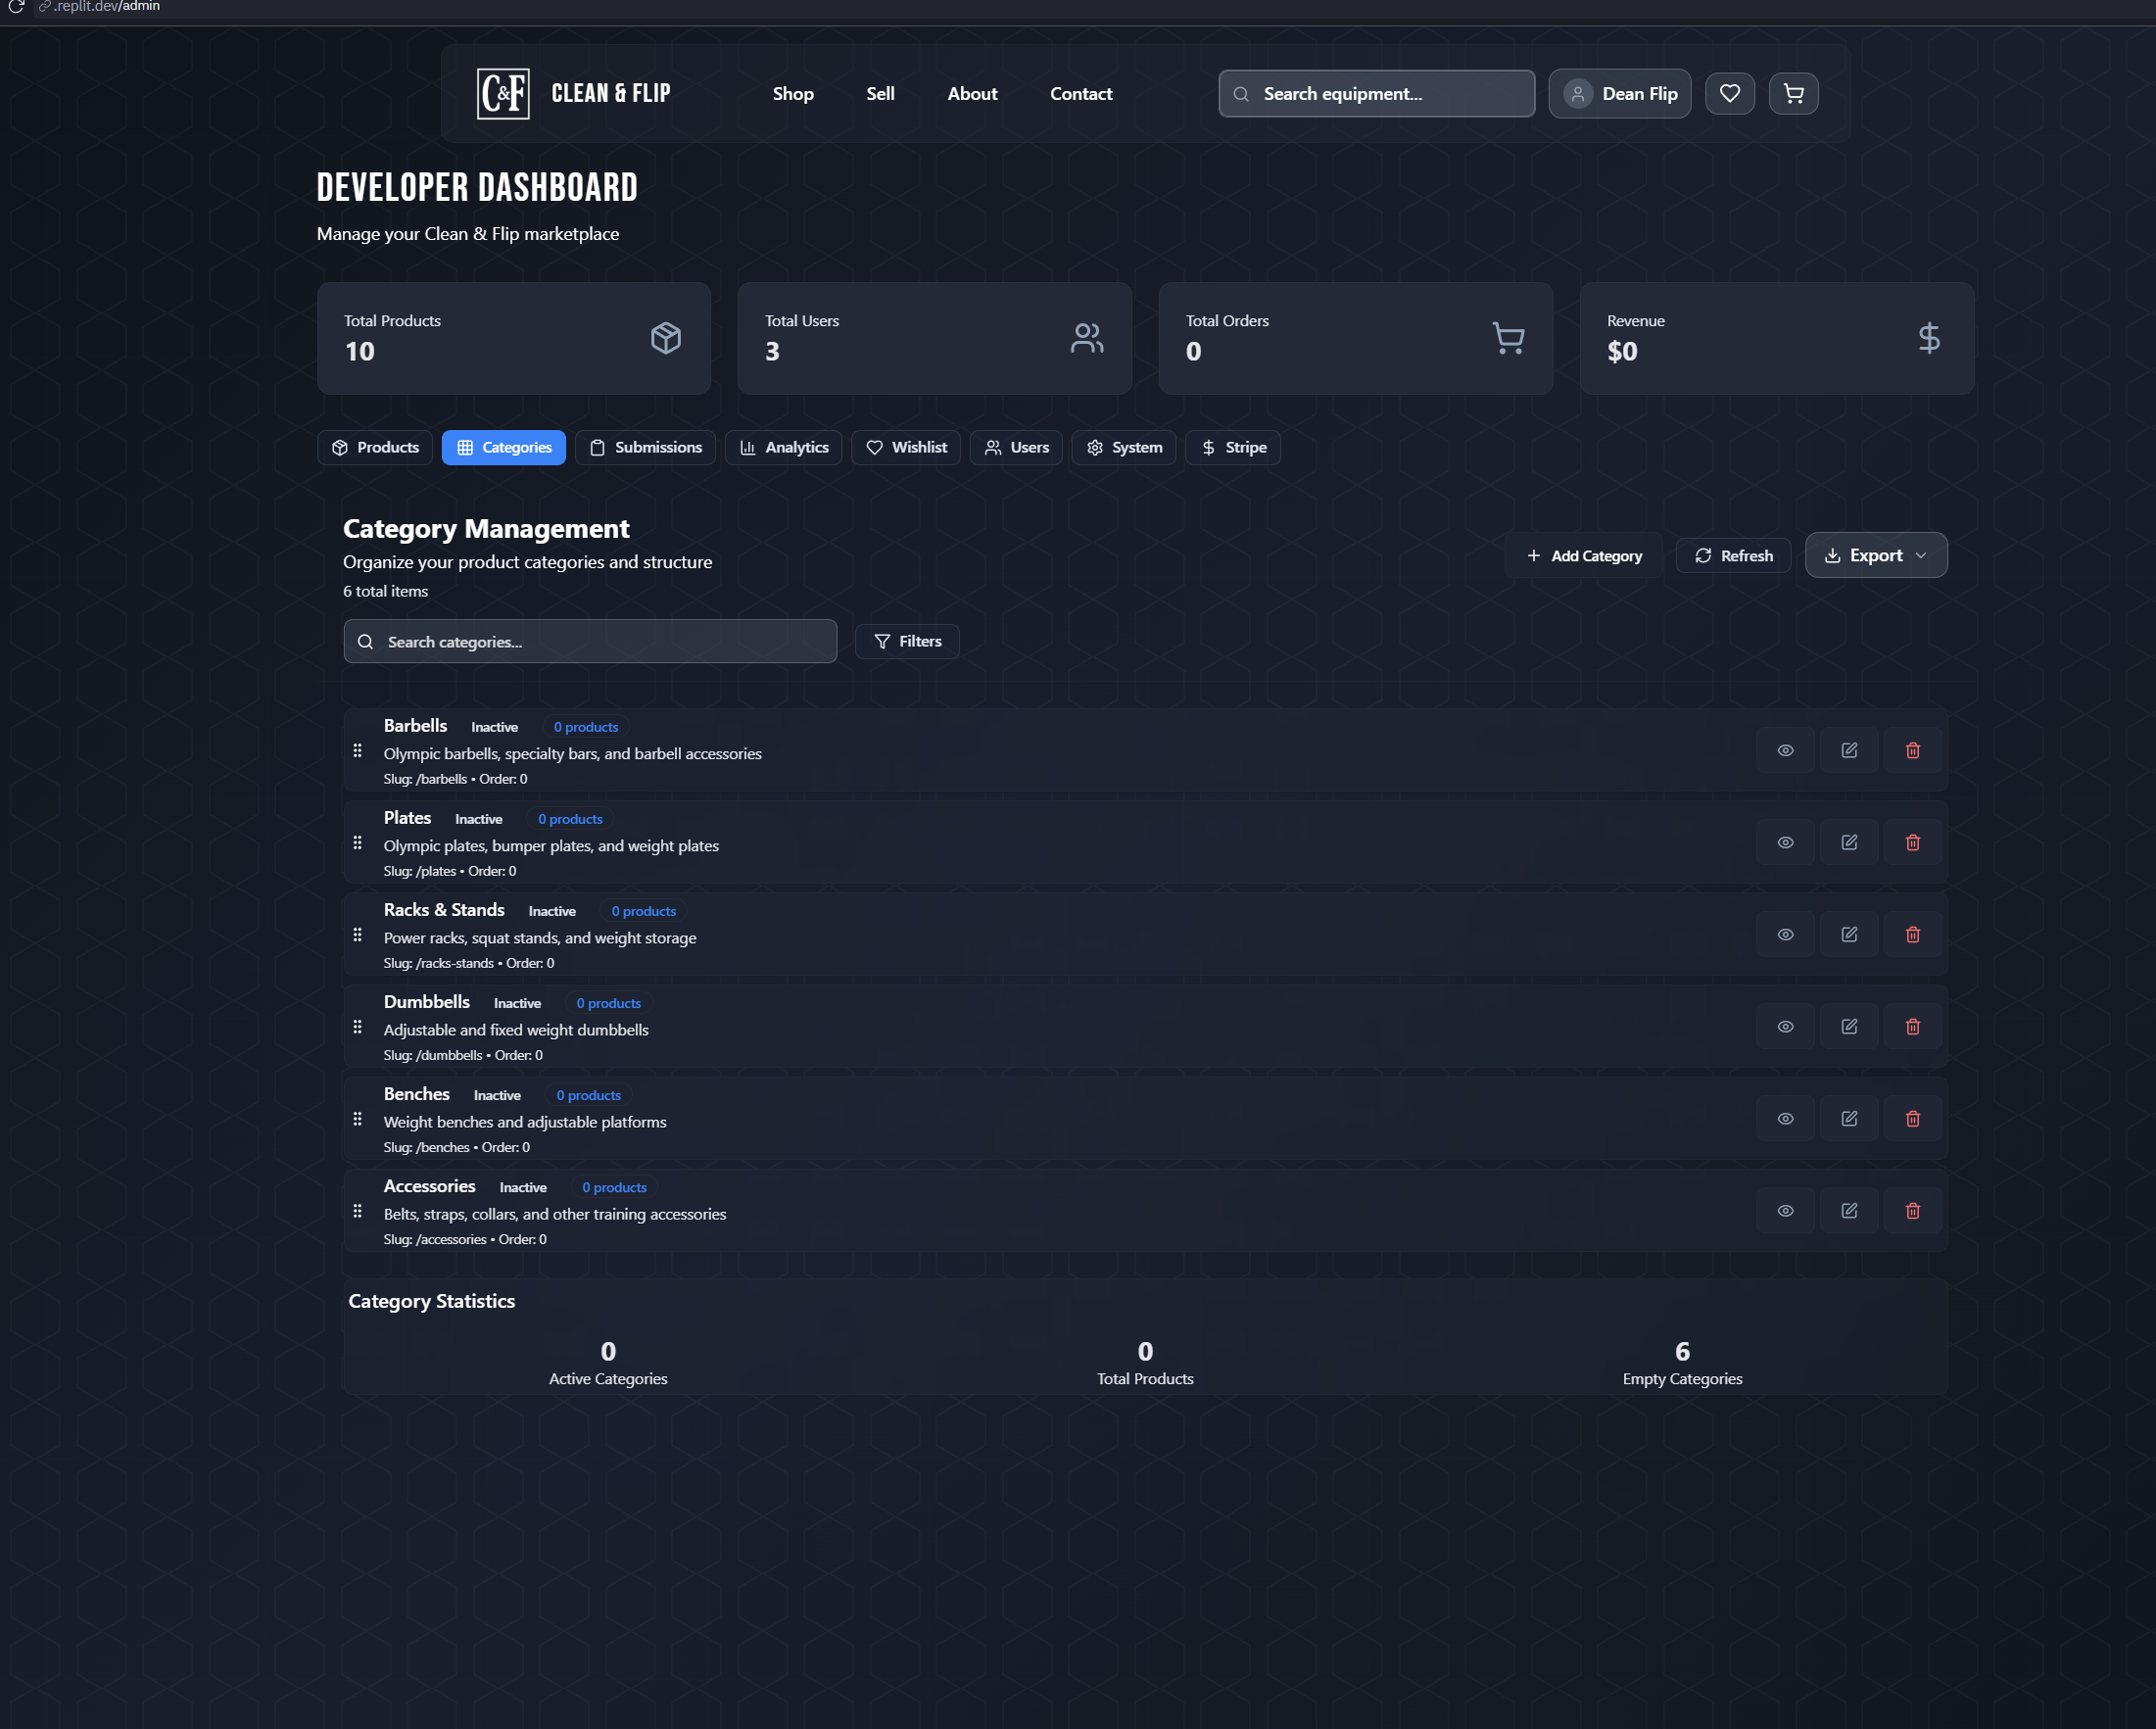 .replit.dev/admin
C&F CLEAN & FLIP Shop Sell About Contact Search equipment... Dean Flip
DEVELOPER DASHBOARD
Manage your Clean & Flip marketplace
Total Products Total Users Total Orders Revenue
10 3 0 $0
Products Categories Submissions Analytics Wishlist Users System Stripe
Category Management
Organize your product categories and structure
6 total items
Add Category Refresh Export
Search categories... Filters
Barbells Inactive 0 products
Olympic barbells, specialty bars, and barbell accessories
Slug: /barbells • Order: 0
Plates Inactive 0 products
Olympic plates, bumper plates, and weight plates
Slug: /plates • Order: 0
Racks & Stands Inactive 0 products
Power racks, squat stands, and weight storage
Slug: /racks-stands • Order: 0
Dumbbells Inactive 0 products
Adjustable and fixed weight dumbbells
Slug: /dumbbells • Order: 0
Benches Inactive 0 products
Weight benches and adjustable platforms
Slug: /benches • Order: 0
Accessories Inactive 0 products
Belts, straps, collars, and other training accessories
Slug: /accessories • Order: 0
Category Statistics
0 0 6
Active Categories Total Products Empty Categories